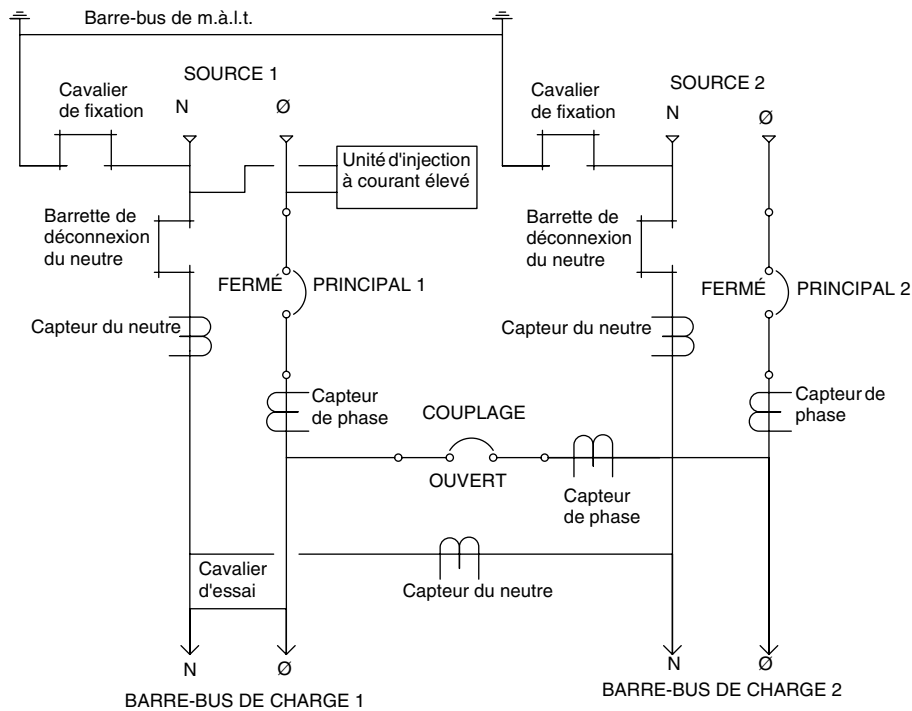 Barre-bus de m.à.l.t.
SOURCE 1
SOURCE 2
Cavalier
de fixation
N
Ø
Cavalier
de fixation
N
Ø
Unité d'injection
à courant élevé
Barrette de
déconnexion
du neutre
Barrette de
déconnexion
du neutre
FERMÉ
PRINCIPAL 1
FERMÉ
PRINCIPAL 2
Capteur du neutre
Capteur du neutre
Capteur
de phase
Capteur de
phase
COUPLAGE
OUVERT
Capteur
de phase
Cavalier
d'essai
Capteur du neutre
N
Ø
N
Ø
BARRE-BUS DE CHARGE 1
BARRE-BUS DE CHARGE 2